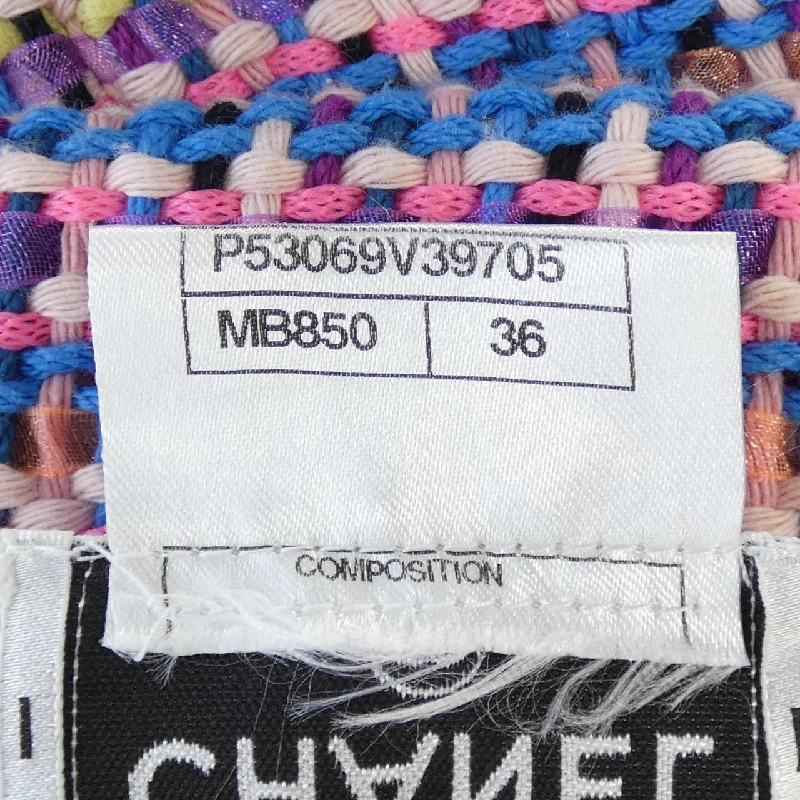 P53069V39705
MB850 36
COMPOSITION
CHANEL